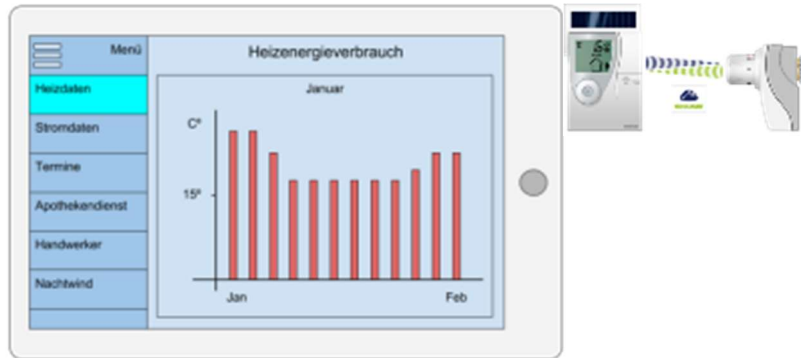 Menü
Heizenergieverbrauch
Heizdaten
Stromdaten
Termine
Apothekendienst
Handwerker
Nachtwind
Januar
C°
15°
Jan
Feb